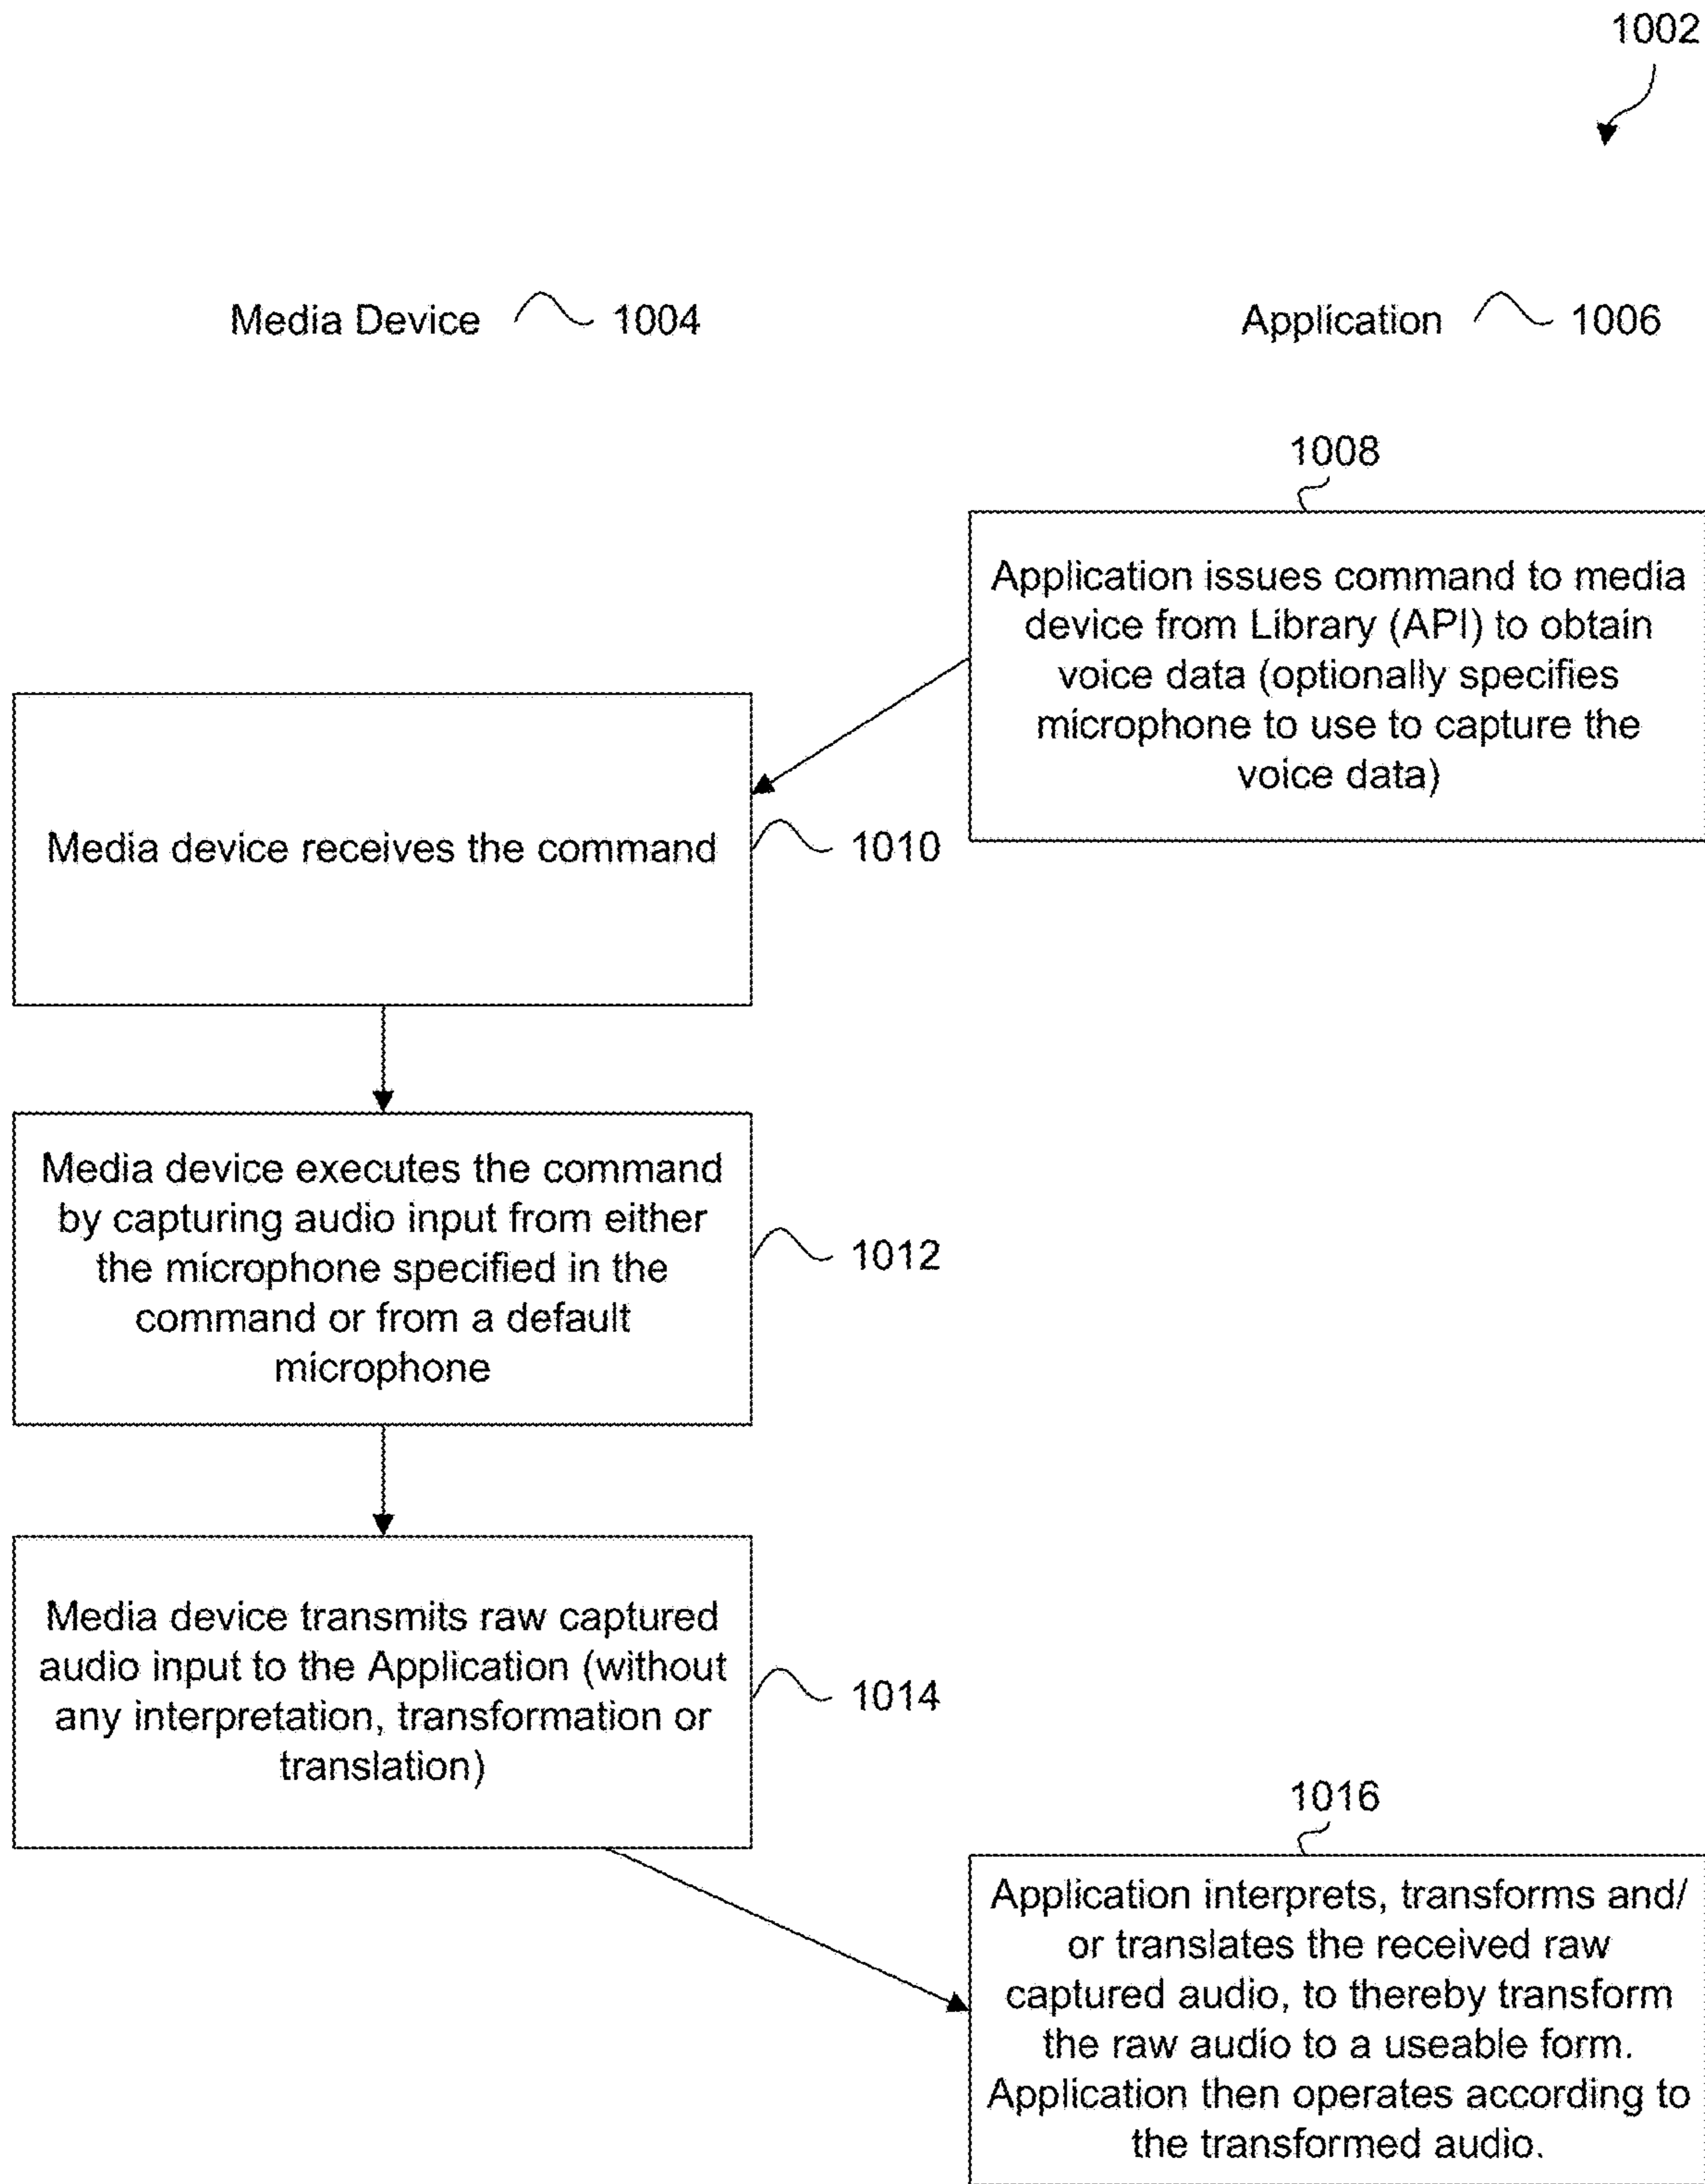 1002
Media Device 1004
Application 1006
1008
Application issues command to media
device from Library (API) to obtain
voice data (optionally specifies
microphone to use to capture the
voice data)
Media device receives the command
1010
Media device executes the command
by capturing audio input from either
the microphone specified in the
command or from a default
microphone
1012
Media device transmits raw captured
audio input to the Application (without
any interpretation, transformation or
translation)
1014
1016
Application interprets, transforms and/
or translates the received raw
captured audio, to thereby transform
the raw audio to a useable form.
Application then operates according to
the transformed audio.